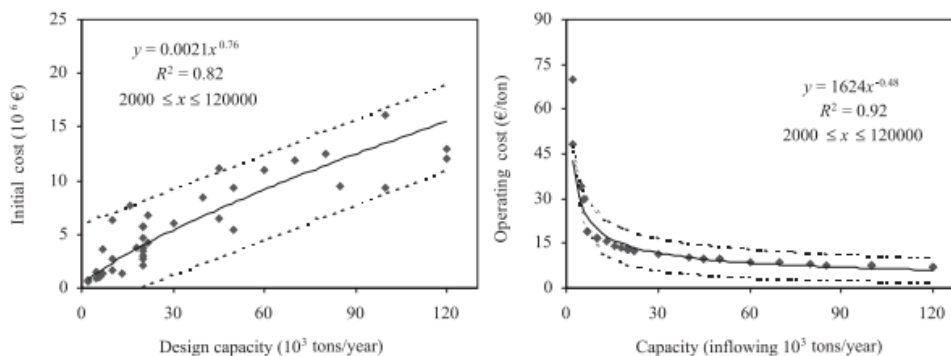 25
20
15
10
5
0
Initial cost (10⁶ €)
y = 0.0021x^0.76
R² = 0.82
2000 ≤ x ≤ 120000
0 30 60 90 120
Design capacity (10³ tons/year)
90
75
60
45
30
15
0
Operating cost (€/ton)
y = 1624x^-0.48
R² = 0.92
2000 ≤ x ≤ 120000
0 30 60 90 120
Capacity (inflowing 10³ tons/year)